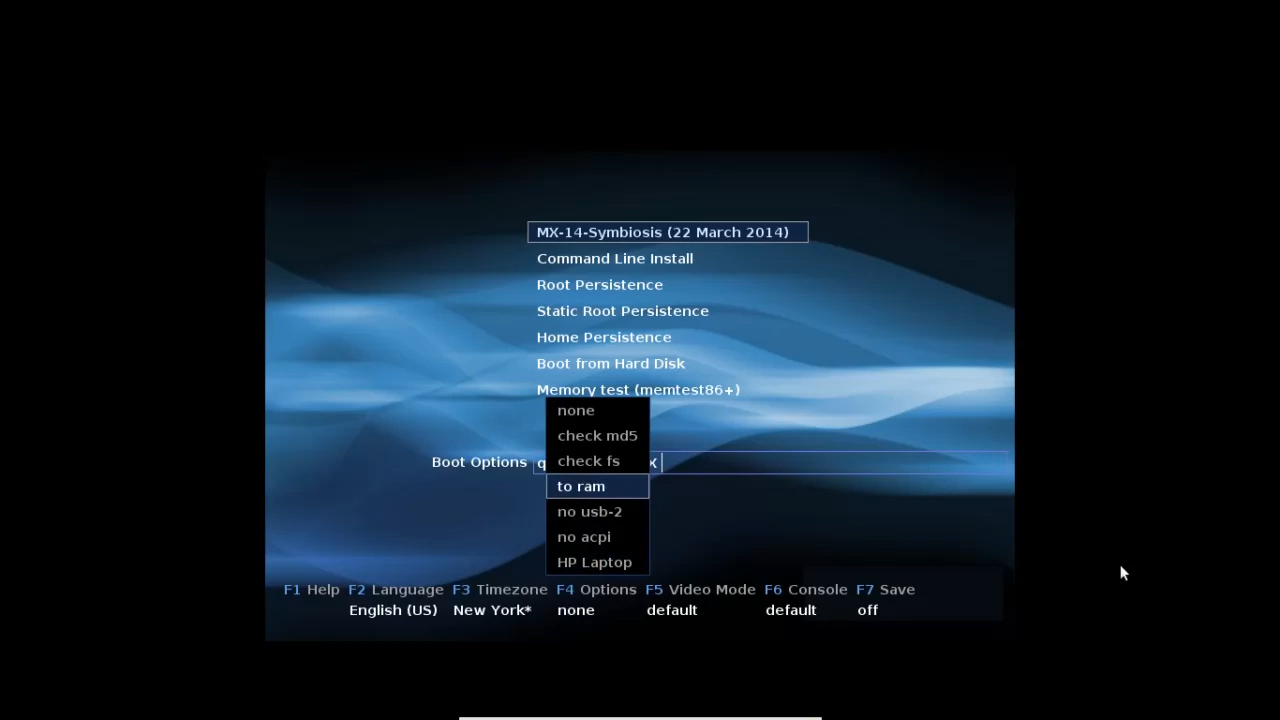 MX-14-Symbiosis (22 March 2014)
Command Line Install
Root Persistence
Static Root Persistence
Home Persistence
Boot from Hard Disk
Memory test (memtest86+)
none
check md5
Boot Options
check fs
to ram
no usb-2
no acpi
HP Laptop
F1 Help F2 Language F3 Timezone F4 Options F5 Video Mode F6 Console F7 Save
English (US) New York* none default default off